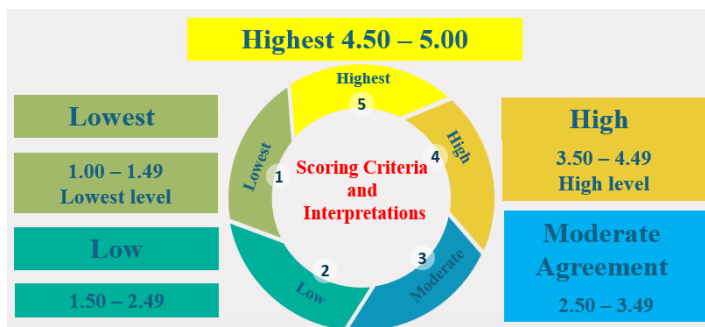 Highest 4.50 – 5.00
Highest
5
Lowest
1.00 – 1.49
Lowest level
Low
1.50 – 2.49
Lowest
1
Scoring Criteria
and
Interpretations
4
High
2
Low
3
Moderate
High
3.50 – 4.49
High level
Moderate
Agreement
2.50 – 3.49